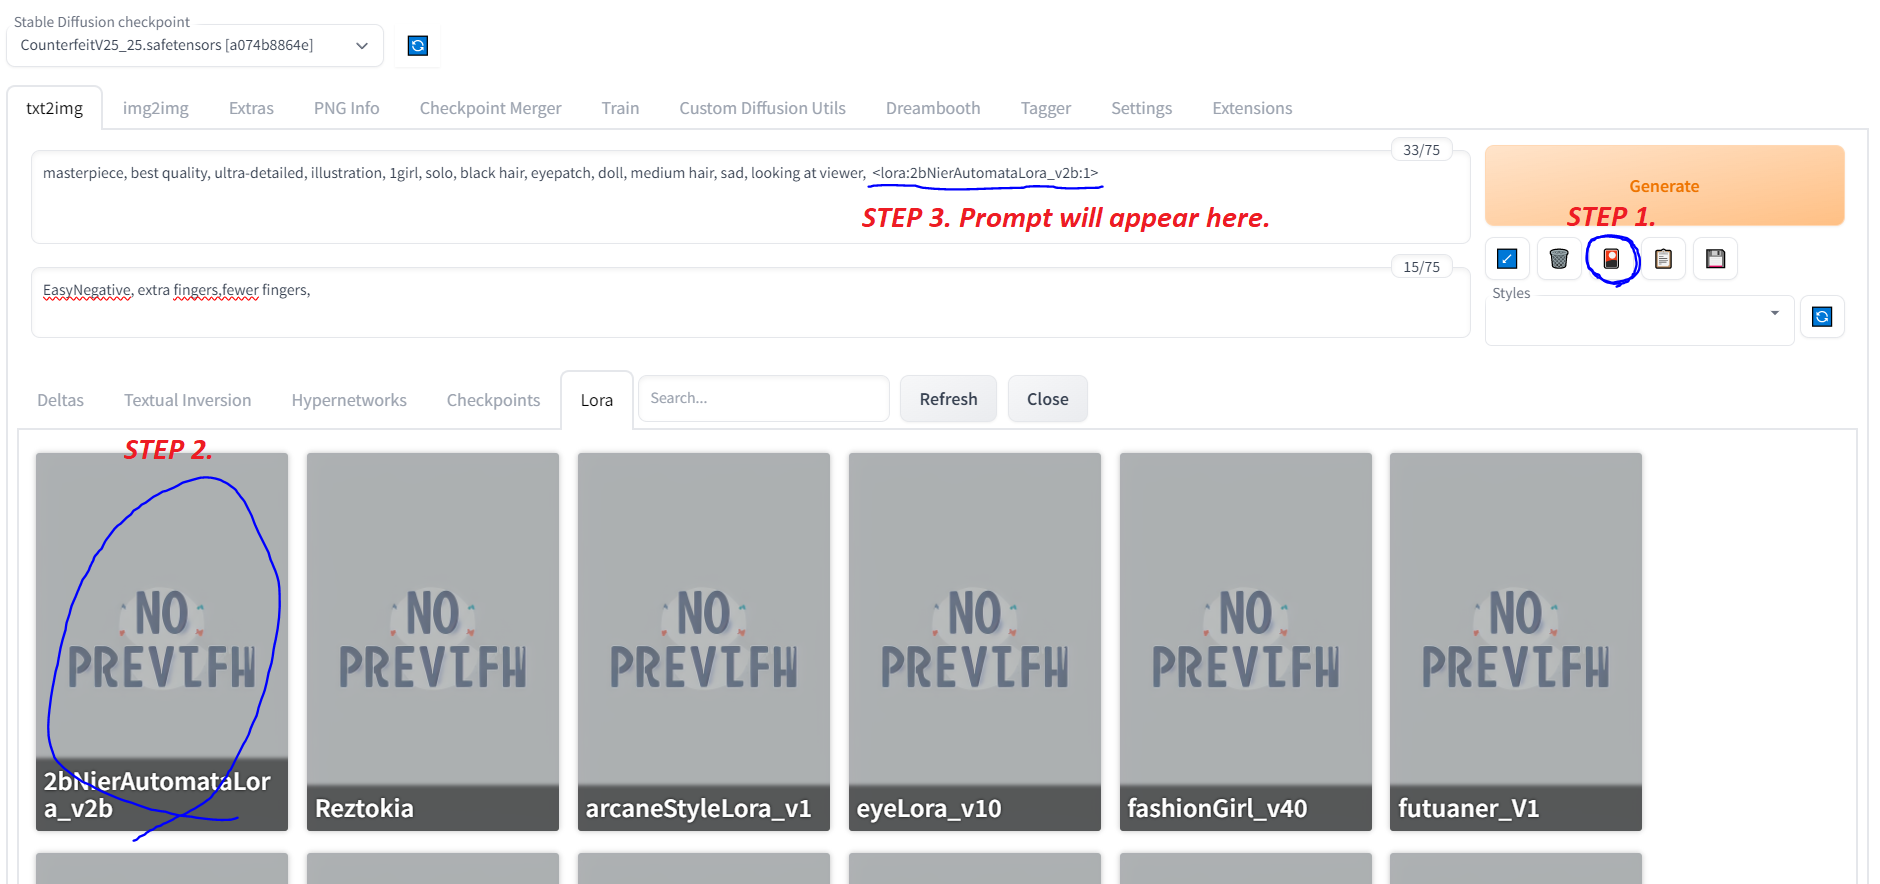 Stable Diffusion checkpoint
CounterfeitV25_25.safetensors [a074b8864e]
txt2img img2img Extras PNG Info Checkpoint Merger Train Custom Diffusion Utils Dreambooth Tagger Settings Extensions
33/75
masterpiece, best quality, ultra-detailed, illustration, 1girl, solo, black hair, eyepatch, doll, medium hair, sad, looking at viewer, <lora:2bNierAutomataLora_v2b:1>
STEP 3. Prompt will appear here.
Generate
STEP 1.
15/75
EasyNegative, extra fingers,fewer fingers,
Styles
Deltas Textual Inversion Hypernetworks Checkpoints Lora Search... Refresh Close
STEP 2.
NO
PREVIEW
NO
PREVIEW
NO
PREVIEW
NO
PREVIEW
NO
PREVIEW
NO
PREVIEW
2bNierAutomataLor
a_v2b
Reztokia
arcaneStyleLora_v1
eyeLora_v10
fashionGirl_v40
futuaner_V1